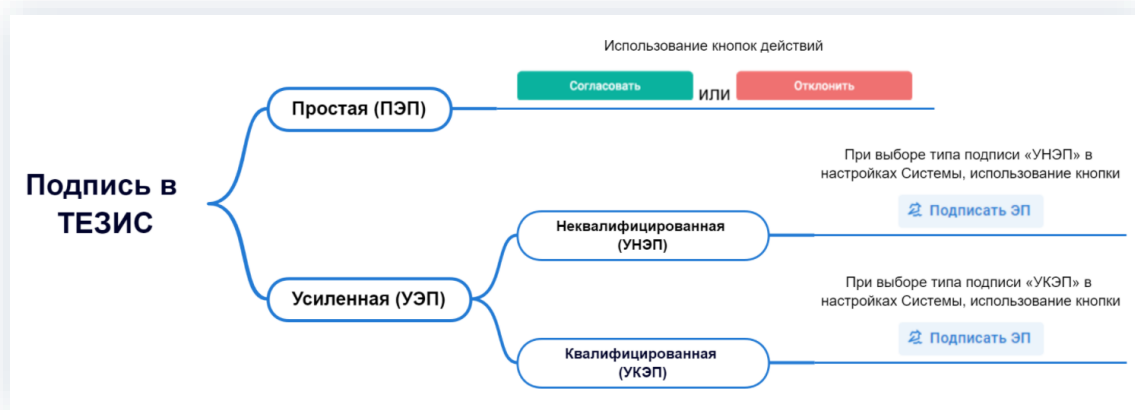 Использование кнопок действий
Согласовать
или
Отклонить
Простая (ПЭП)
При выборе типа подписи «УНЭП» в
настройках Системы, использование кнопки
Подписать ЭП
Подпись в
ТЕЗИС
Неквалифицированная
(УНЭП)
Усиленная (УЭП)
При выборе типа подписи «УКЭП» в
настройках Системы, использование кнопки
Подписать ЭП
Квалифицированная
(УКЭП)